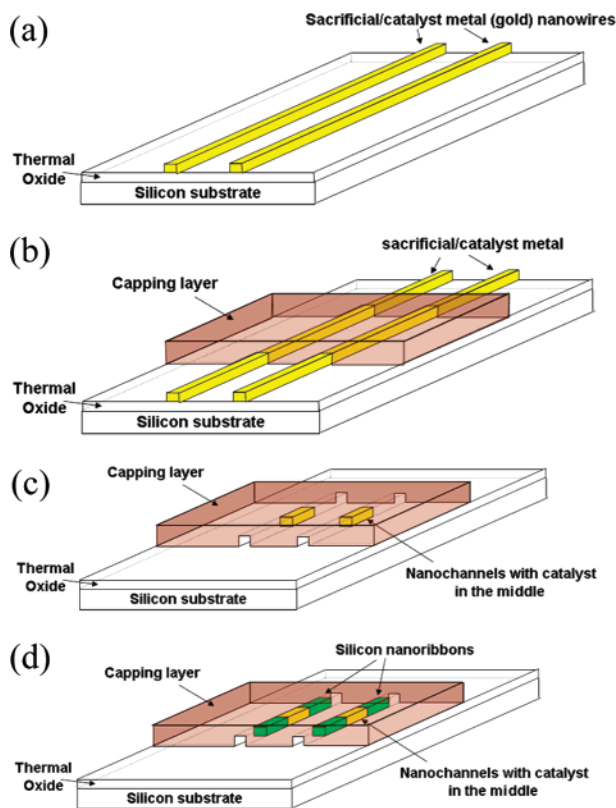 (a)
Sacrificial/catalyst metal (gold) nanowires
Thermal
Oxide
Silicon substrate
(b)
sacrificial/catalyst metal
Capping layer
Thermal
Oxide
Silicon substrate
(c)
Capping layer
Thermal
Oxide
Nanochannels with catalyst
in the middle
Silicon substrate
(d)
Silicon nanoribbons
Capping layer
Thermal
Oxide
Nanochannels with catalyst
in the middle
Silicon substrate